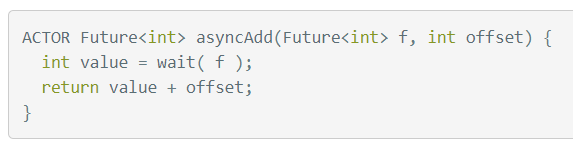 ACTOR Future<int> asyncAdd(Future<int> f, int offset) {
  int value = wait( f );
  return value + offset;
}